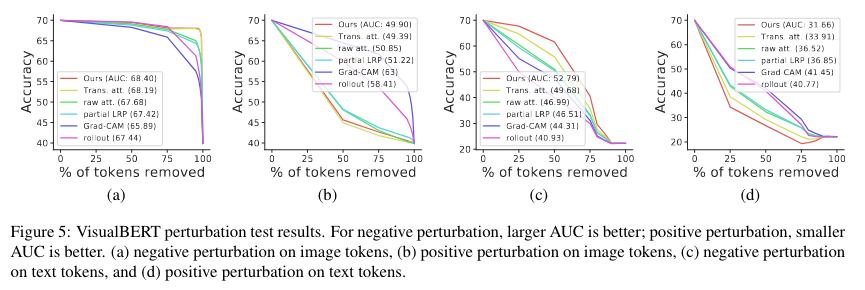 Accuracy
70
65
60
55
50
45
40
0 25 50 75 100
% of tokens removed
Ours (AUC: 68.40)
Trans. att. (68.19)
raw att. (67.68)
partial LRP (67.42)
Grad-CAM (65.89)
rollout (67.44)
(a)
Accuracy
70
65
60
55
50
45
40
0 25 50 75 100
% of tokens removed
Ours (AUC: 49.90)
Trans. att. (49.39)
raw att. (50.85)
partial LRP (51.22)
Grad-CAM (63)
rollout (58.41)
(b)
Accuracy
70
60
50
40
30
20
0 25 50 75 100
% of tokens removed
Ours (AUC: 52.79)
Trans. att. (49.68)
raw att. (46.99)
partial LRP (46.51)
Grad-CAM (44.31)
rollout (40.93)
(c)
Accuracy
70
60
50
40
30
20
0 25 50 75 100
% of tokens removed
Ours (AUC: 31.66)
Trans. att. (33.91)
raw att. (36.52)
partial LRP (36.85)
Grad CAM (41.45)
rollout (40.77)
(d)
Figure 5: VisualBERT perturbation test results. For negative perturbation, larger AUC is better; positive perturbation, smaller
AUC is better. (a) negative perturbation on image tokens, (b) positive perturbation on image tokens, (c) negative perturbation
on text tokens, and (d) positive perturbation on text tokens.